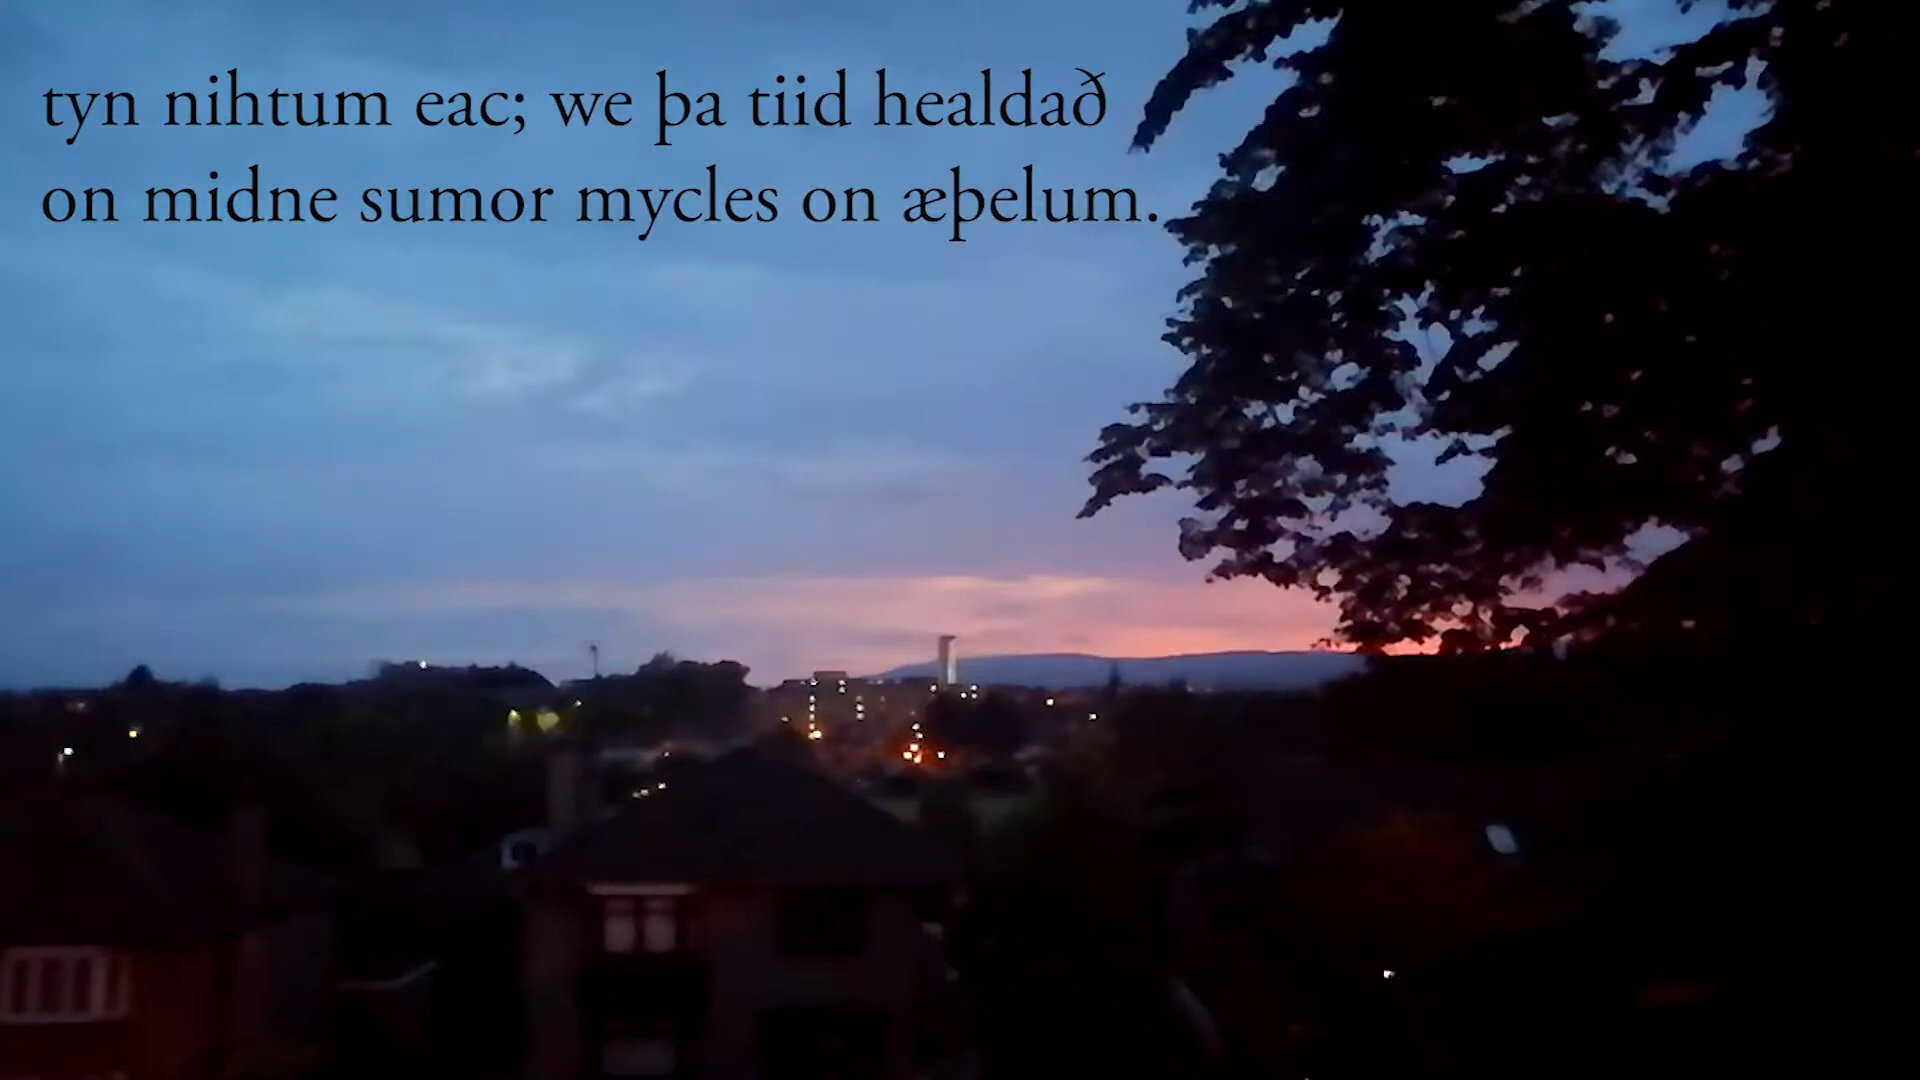 tyn nihtum eac; we þa tiid healdað
on midne sumor mycles on æþelum.